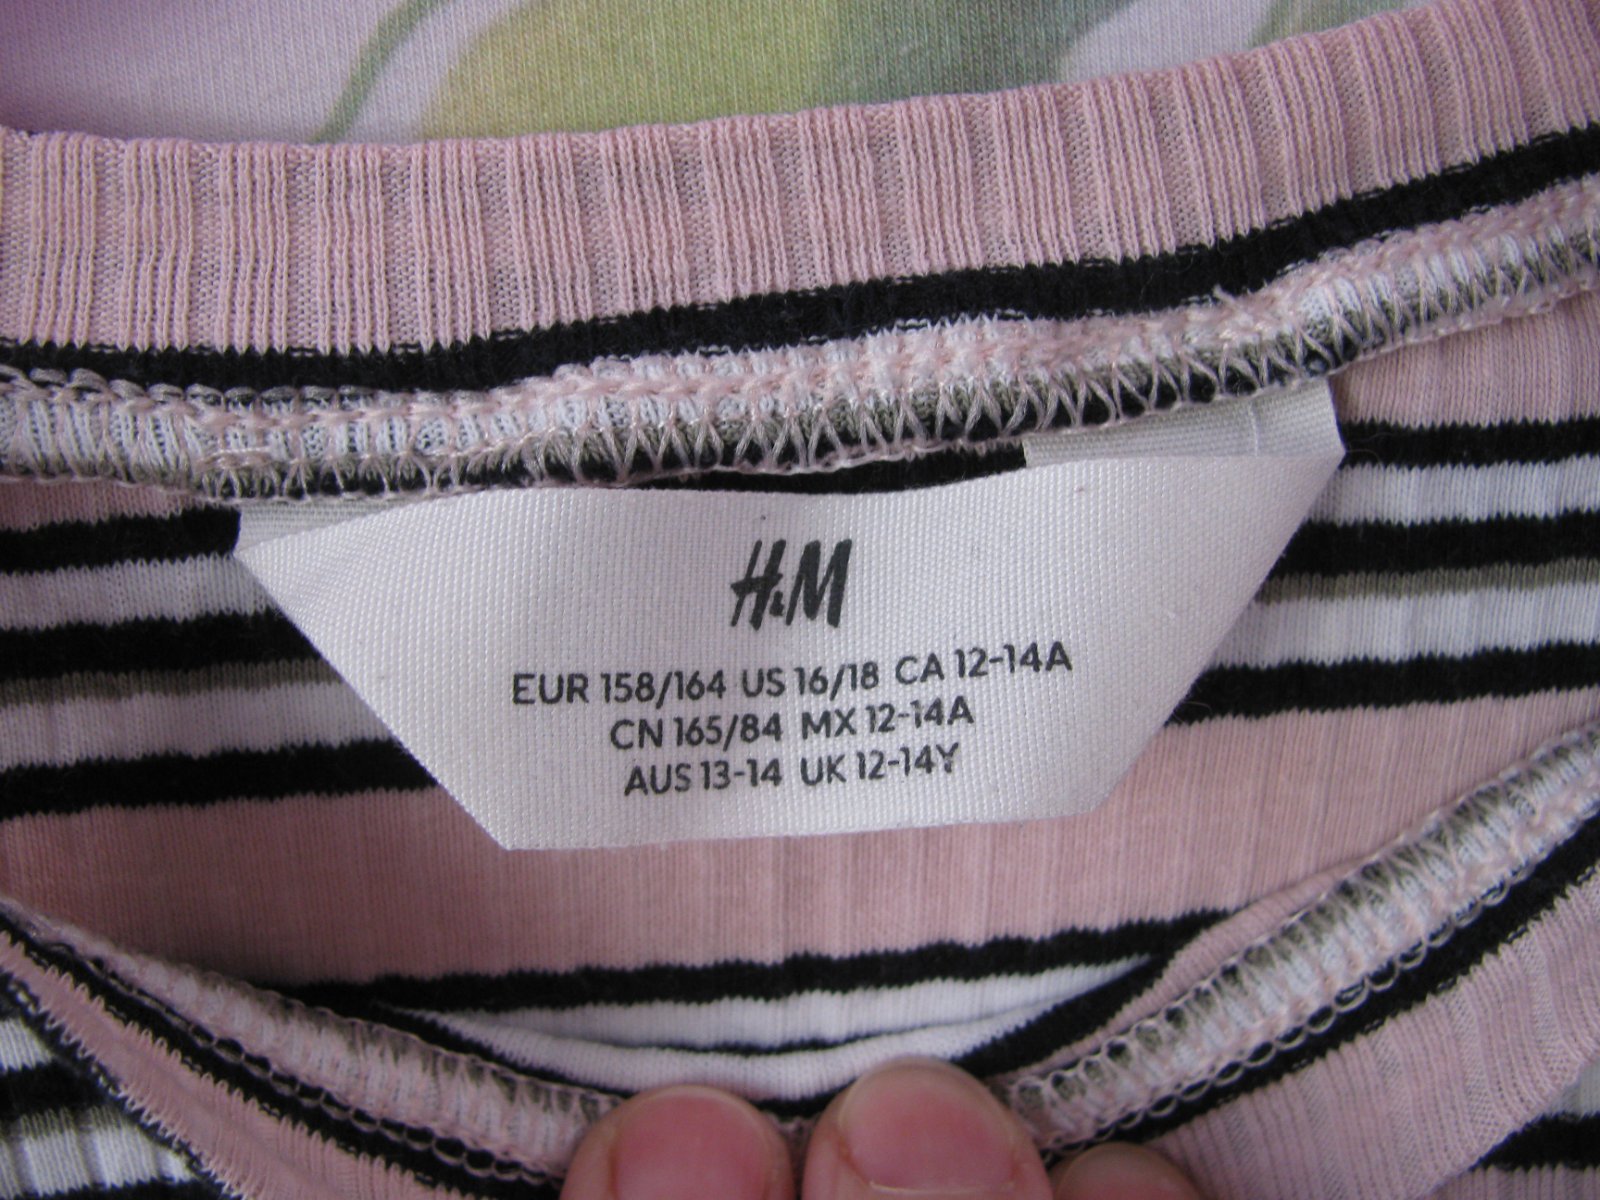 H&M
EUR 158/164 US 16/18 CA 12-14A
CN 165/84 MX 12-14A
AUS 13-14 UK 12-14Y